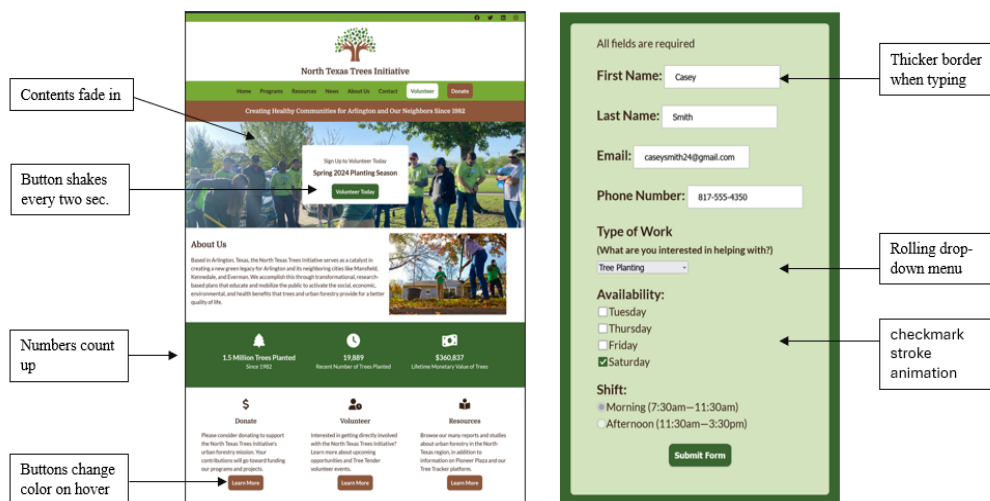 Contents fade in
Button shakes
every two sec.
Numbers count
up
Buttons change
color on hover
North Texas Trees Initiative
Home Programs Resources News About Us Contact Volunteer Donate
Creating Healthy Communities for Arlington and Our Neighbors Since 1982
Sign Up to Volunteer Today
Spring 2024 Planting Season
Volunteer Today
About Us
Based in Arlington, Texas, the North Texas Trees Initiative serves as a catalyst in
creating a new green legacy for Arlington and its neighboring cities like Mansfield,
Kennedale, and Everman. We accomplish this through transformational, research-
based plans that educate and mobilize the public to activate the social, economic,
environmental, and health benefits that trees and urban forestry provide for a better
quality of life.
1.5 Million Trees Planted
Since 1982
19,889
Recent Number of Trees Planted
$360,837
Lifetime Monetary Value of Trees
Donate
Please consider donating to support
the North Texas Trees Initiative's
urban forestry mission. Your
contributions will go toward funding
our programs and projects.
Learn More
Volunteer
Interested in getting directly involved
with the North Texas Trees Initiative?
Learn more about upcoming
opportunities and Tree Tender
volunteer events.
Learn More
Resources
Browse our many reports and studies
about urban forestry in the North
Texas region, in addition to
information on Pioneer Plaza and our
Tree Tracker platform.
Learn More
All fields are required
First Name: Casey
Last Name: Smith
Email: caseysmith24@gmail.com
Phone Number: 817-555-4350
Type of Work
(What are you interested in helping with?)
Tree Planting
Availability:
Tuesday
Thursday
Friday
Saturday
Shift:
Morning (7:30am—11:30am)
Afternoon (11:30am—3:30pm)
Submit Form
Thicker border
when typing
Rolling drop-
down menu
checkmark
stroke
animation